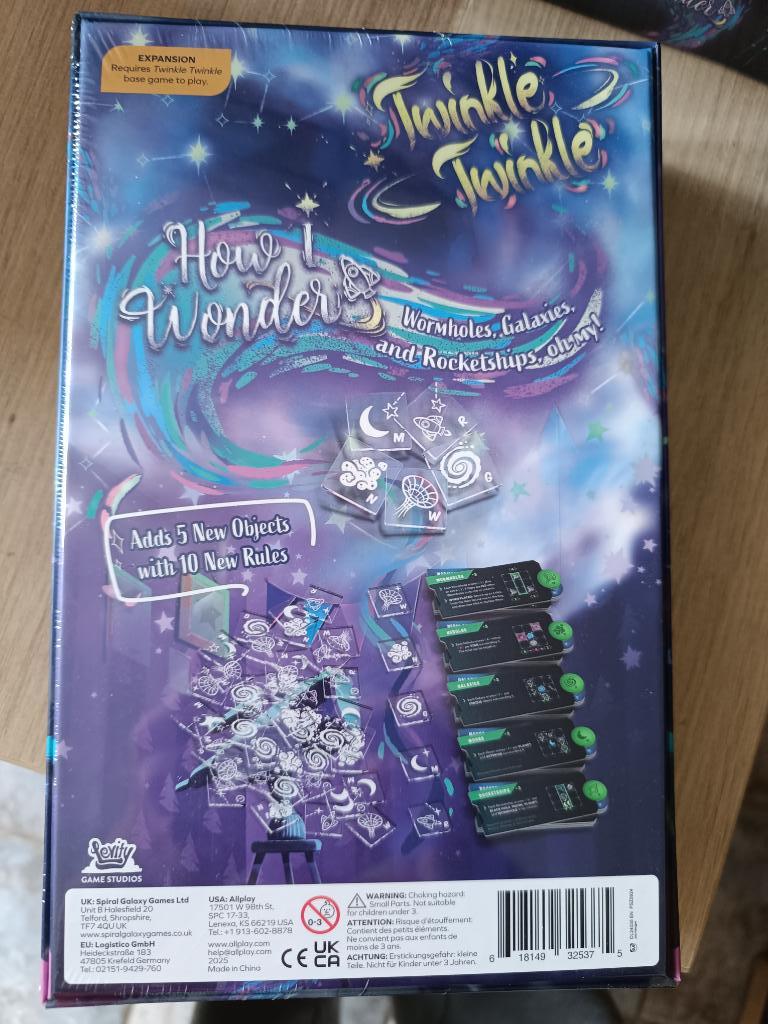 EXPANSION
Requires Twinkle Twinkle
base game to play.
Twinkle
Twinkle
How I
Wonder
Wormholes, Galaxies,
and Rocketships, oh my!
M
R
N
G
W
Adds 5 New Objects
with 10 New Rules
WORMHOLES
NEBULAS
GALAXIES
MOONS
ROCKETSHIPS
W
N
G
M
R
Levity
GAME STUDIOS
UK: Spiral Galaxy Games Ltd
Unit B Halesfield 20
Telford, Shropshire,
TF7 4QU UK
www.spiralgalaxygames.co.uk
EU: Logistico GmbH
Heideckstraße 183
47805 Krefeld Germany
Tel.: 02151-9429-760
USA: Allplay
17501 W 98th St,
SPC 17-33,
Lenexa, KS 66219 USA
Tel.: +1 913-602-8878
www.allplay.com
help@allplay.com
2025
Made in China
0-3
CE
UK
CA
WARNING: Choking hazard:
Small Parts. Not suitable
for children under 3.
ATTENTION: Risque d'étouffement:
Contient des petits éléments.
Ne convient pas aux enfants de
moins de 3 ans.
ACHTUNG: Erstickungsgefahr: kleine
Teile. Nicht für Kinder unter 3 Jahren.
6 18149 32537 5